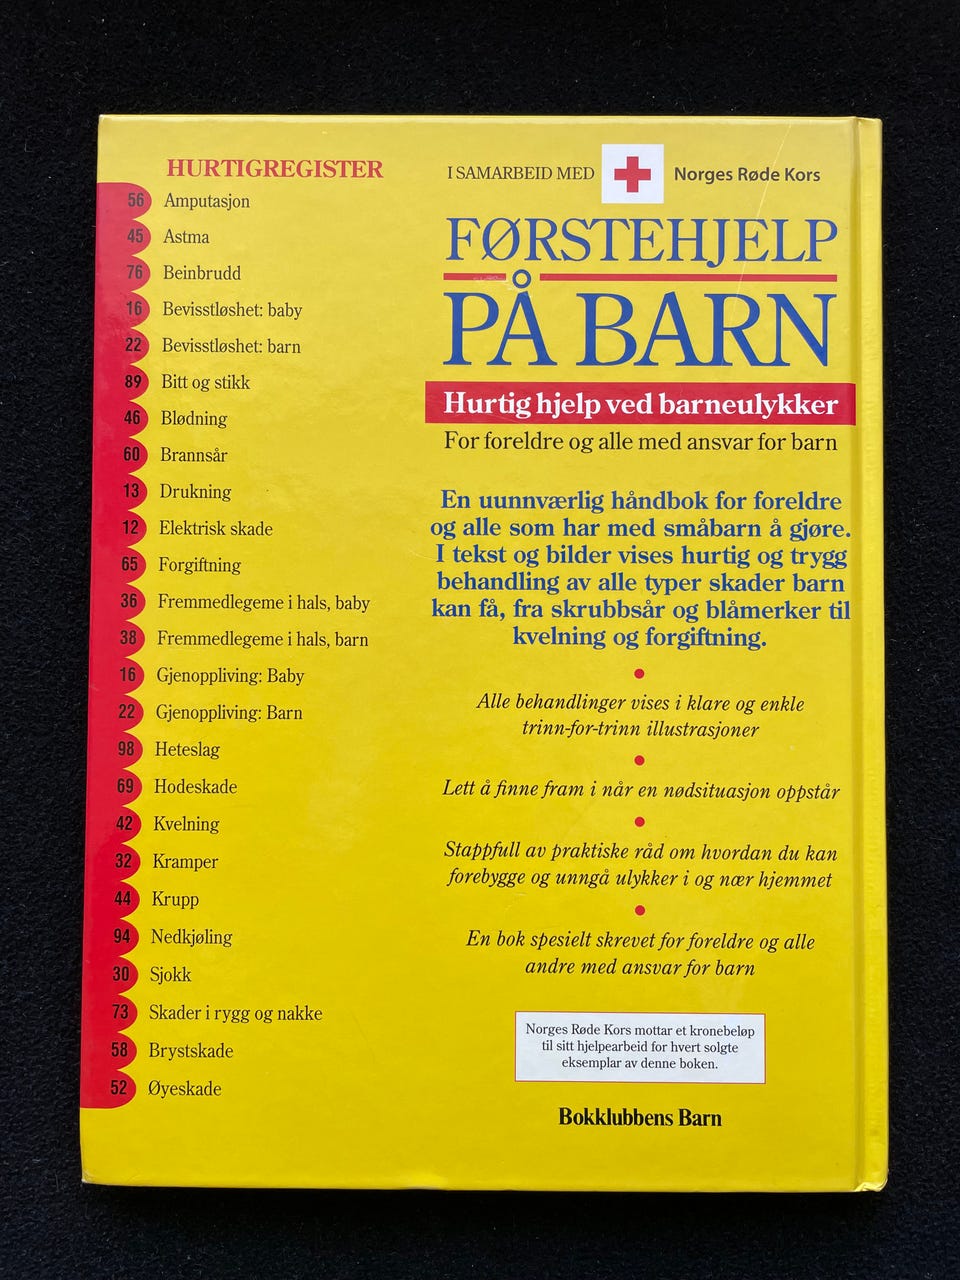 HURTIGREGISTER
56 Amputasjon
45 Astma
76 Beinbrudd
16 Bevisstløshet: baby
22 Bevisstløshet: barn
89 Bitt og stikk
46 Blødning
60 Brannsår
13 Drukning
12 Elektrisk skade
65 Forgiftning
36 Fremmedlegeme i hals, baby
38 Fremmedlegeme i hals, barn
16 Gjenoppliving: Baby
22 Gjenoppliving: Barn
98 Heteslag
69 Hodeskade
42 Kvelning
32 Kramper
44 Krupp
94 Nedkjøling
30 Sjokk
73 Skader i rygg og nakke
58 Brystskade
52 Øyeskade
I SAMARBEID MED Norges Røde Kors
FØRSTEHJELP
PÅ BARN
Hurtig hjelp ved barneulykker
For foreldre og alle med ansvar for barn
En uunnværlig håndbok for foreldre
og alle som har med småbarn å gjøre.
I tekst og bilder vises hurtig og trygg
behandling av alle typer skader barn
kan få, fra skrubbsår og blåmerker til
kvelning og forgiftning.
Alle behandlinger vises i klare og enkle
trinn-for-trinn illustrasjoner
Lett å finne fram i når en nødsituasjon oppstår
Stappfull av praktiske råd om hvordan du kan
forebygge og unngå ulykker i og nær hjemmet
En bok spesielt skrevet for foreldre og alle
andre med ansvar for barn
Norges Røde Kors mottar et kronebeløp
til sitt hjelpearbeid for hvert solgte
eksemplar av denne boken.
Bokklubbens Barn